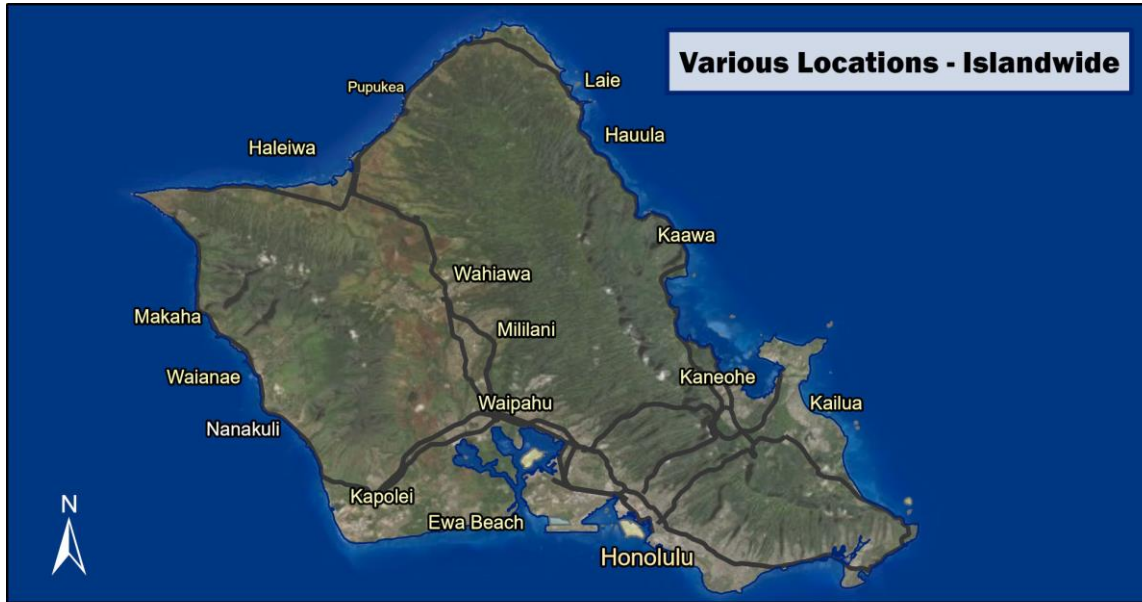 Various Locations - Islandwide
Laie
Pupukea
Hauula
Haleiwa
Kaawa
Wahiawa
Makaha
Mililani
Waianae
Kaneohe
Waipahu
Kailua
Nanakuli
Kapolei
N
Ewa Beach
Honolulu